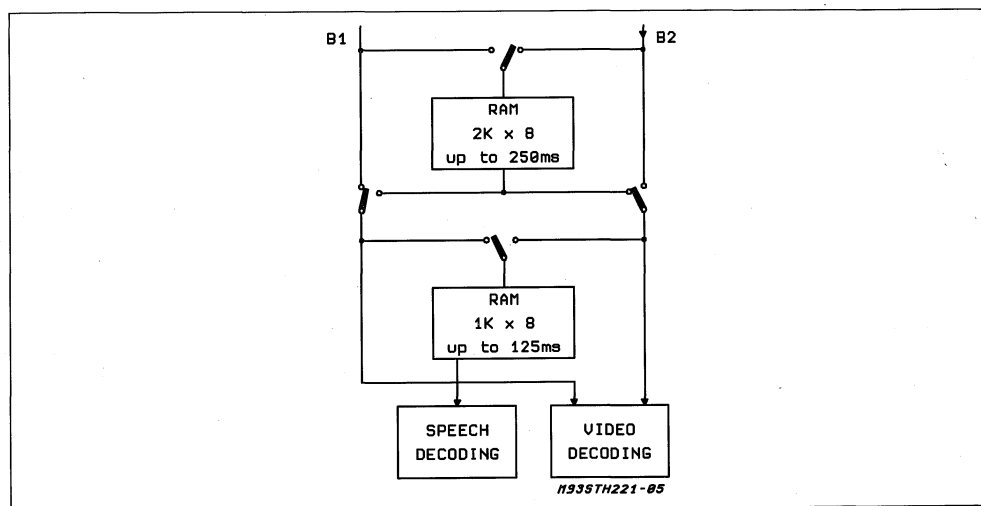 B1
B2
RAM
2K x 8
up to 250ms
RAM
1K x 8
up to 125ms
SPEECH
DECODING
VIDEO
DECODING
M93STH221-05